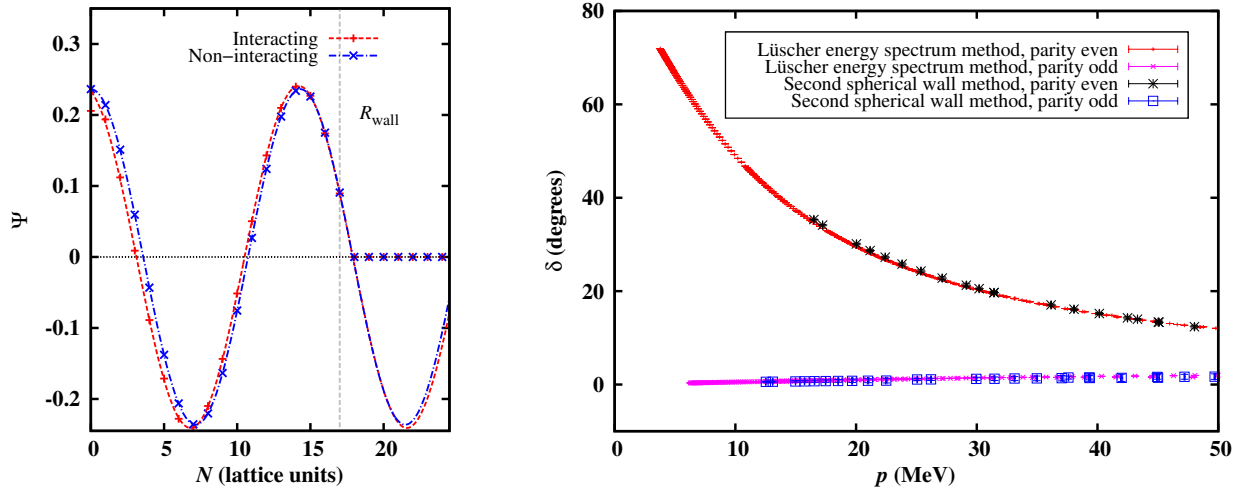 0.3
0.2
0.1
0
-0.1
-0.2
Ψ
Interacting
Non−interacting
R wall
0 5 10 15 20
N (lattice units)
80
60
40
20
0
δ (degrees)
Lüscher energy spectrum method, parity even
Lüscher energy spectrum method, parity odd
Second spherical wall method, parity even
Second spherical wall method, parity odd
0 10 20 30 40 50
p (MeV)